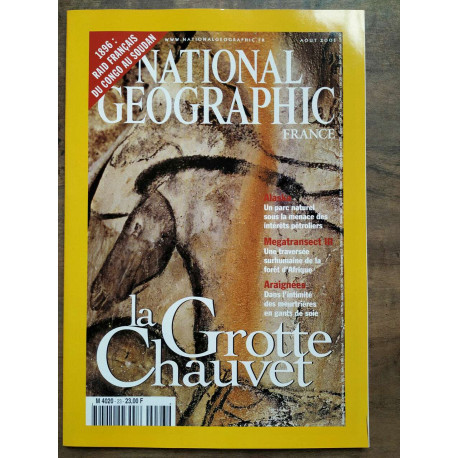 WWW.NATIONALGEOGRAPHIC.FR
AOÛT 2001
1896 :
RAID FRANÇAIS
DU CONGO AU SOUDAN
NATIONAL
GEOGRAPHIC
FRANCE
Alaska
Un parc naturel
sous la menace des
intérêts pétroliers
Megatransect III
Une traversée
surhumaine de la
forêt d'Afrique
Araignées
Dans l'intimité
des meurtrières
en gants de soie
la Grotte
Chauvet
M 4020 - 23 - 23,00 F